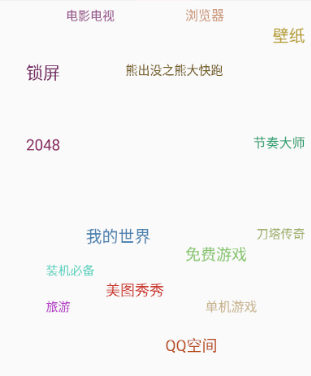 电影电视
浏览器
壁纸
锁屏
熊出没之熊大快跑
2048
节奏大师
我的世界
刀塔传奇
免费游戏
装机必备
美图秀秀
旅游
单机游戏
QQ空间